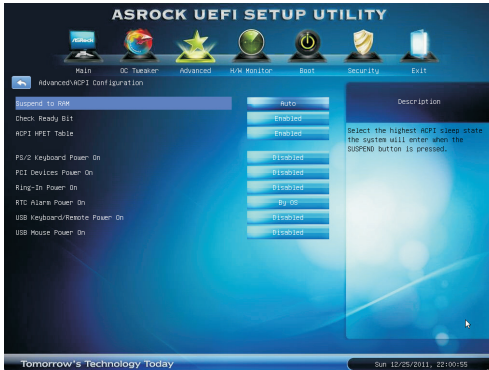 ASROCK UEFI SETUP UTILITY
ASRock
Main OC Tweaker Advanced H/W Monitor Boot Security Exit
Advanced\ACPI Configuration
Suspend to RAM Auto
Check Ready Bit Enabled
ACPI HPET Table Enabled
PS/2 Keyboard Power On Disabled
PCI Devices Power On Disabled
Ring-In Power On Disabled
RTC Alarm Power On By OS
USB Keyboard/Remote Power On Disabled
USB Mouse Power On Disabled
Description
Select the highest ACPI sleep state
the system will enter when the
SUSPEND button is pressed.
Tomorrow's Technology Today
Sun 12/25/2011, 22:00:55